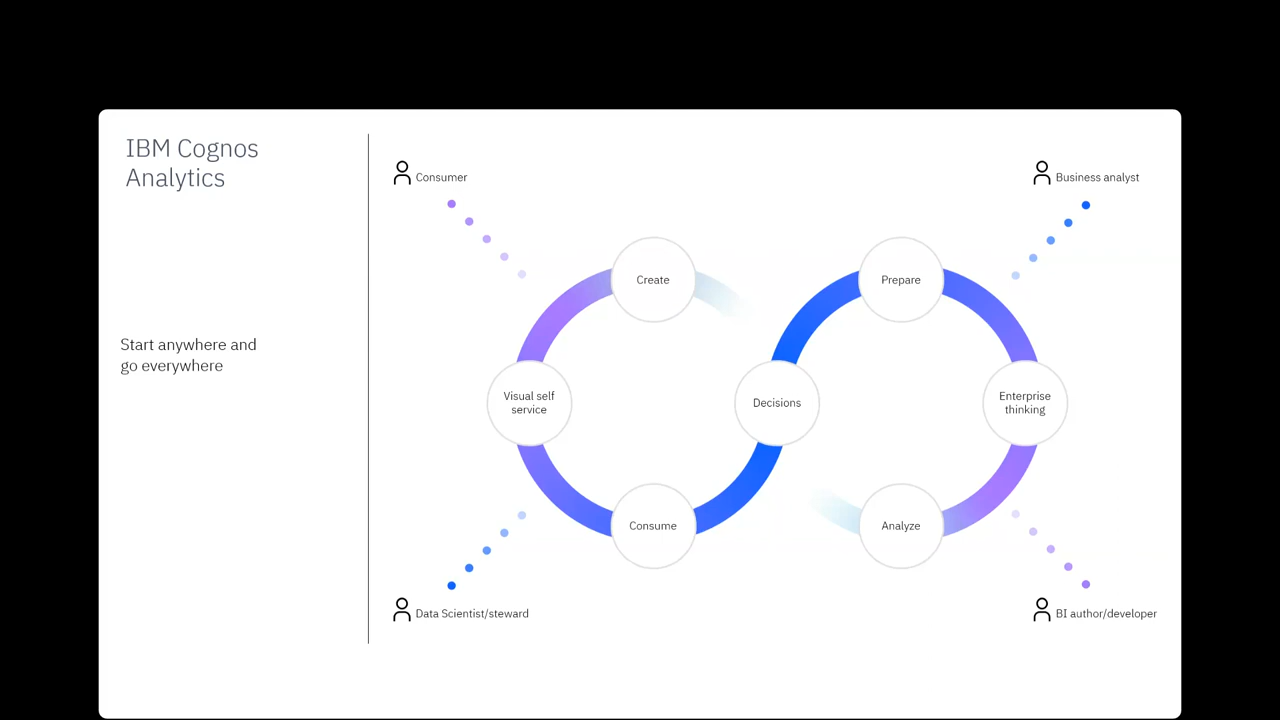 IBM Cognos
Analytics
Start anywhere and
go everywhere
Consumer
Business analyst
Create
Prepare
Visual self
service
Decisions
Enterprise
thinking
Consume
Analyze
Data Scientist/steward
BI author/developer